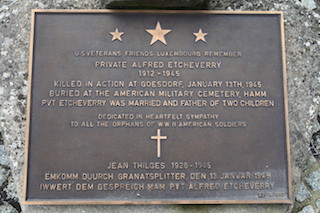 U.S. VETERANS, FRIENDS, LUXEMBOURG REMEMBER
PRIVATE ALFRED ETCHEVERRY
1912-1945
KILLED IN ACTION AT GOESDORF, JANUARY 13TH, 1945
BURIED AT THE AMERICAN MILITARY CEMETERY, HAMM
PVT ETCHEVERRY WAS MARRIED AND FATHER OF TWO CHILDREN
DEDICATED IN HEARTFELT SYMPATHY
TO ALL THE ORPHANS OF W.W.II AMERICAN SOLDIERS
JEAN THILGES 1928-1945
EMKOMM DUURCH GRANATSPLITTER, DEN 13. JANUAR 1945
IWWERT DEM GESPREICH MAM PVT ALFRED ETCHEVERRY